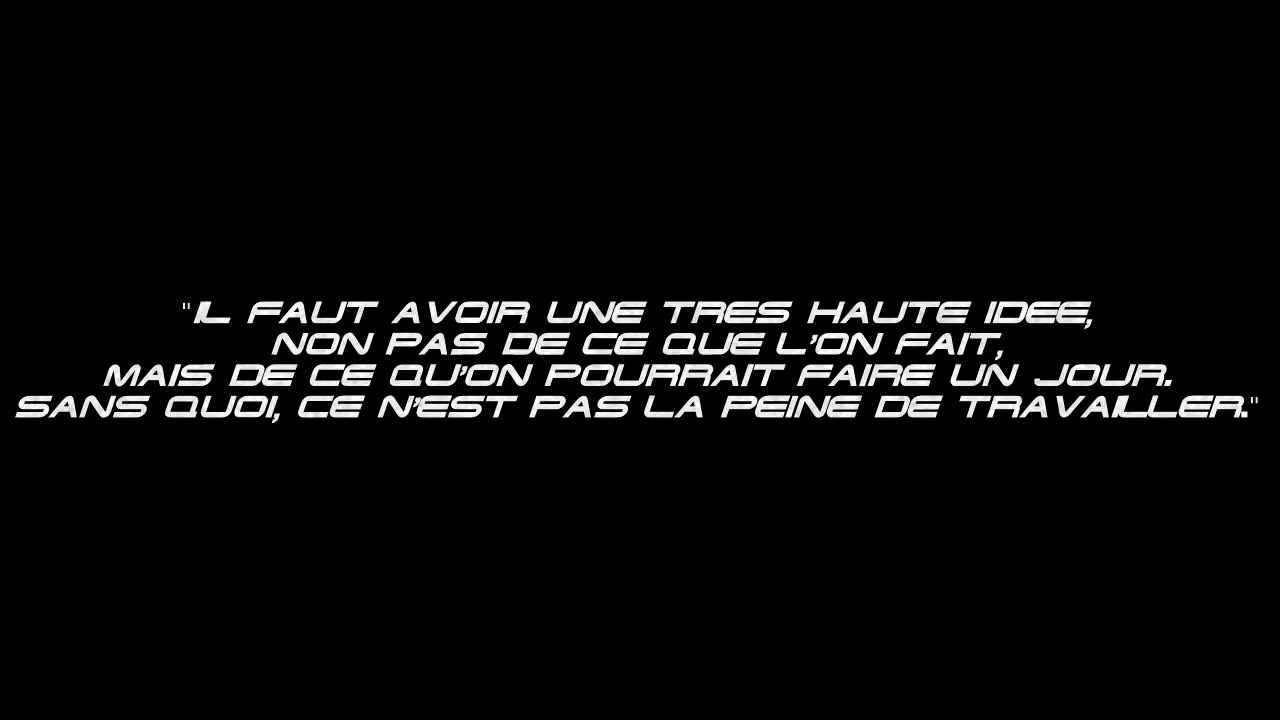 "IL FAUT AVOIR UNE TRES HAUTE IDEE,
NON PAS DE CE QUE L'ON FAIT,
MAIS DE CE QU'ON POURRAIT FAIRE UN JOUR.
SANS QUOI, CE N'EST PAS LA PEINE DE TRAVAILLER."